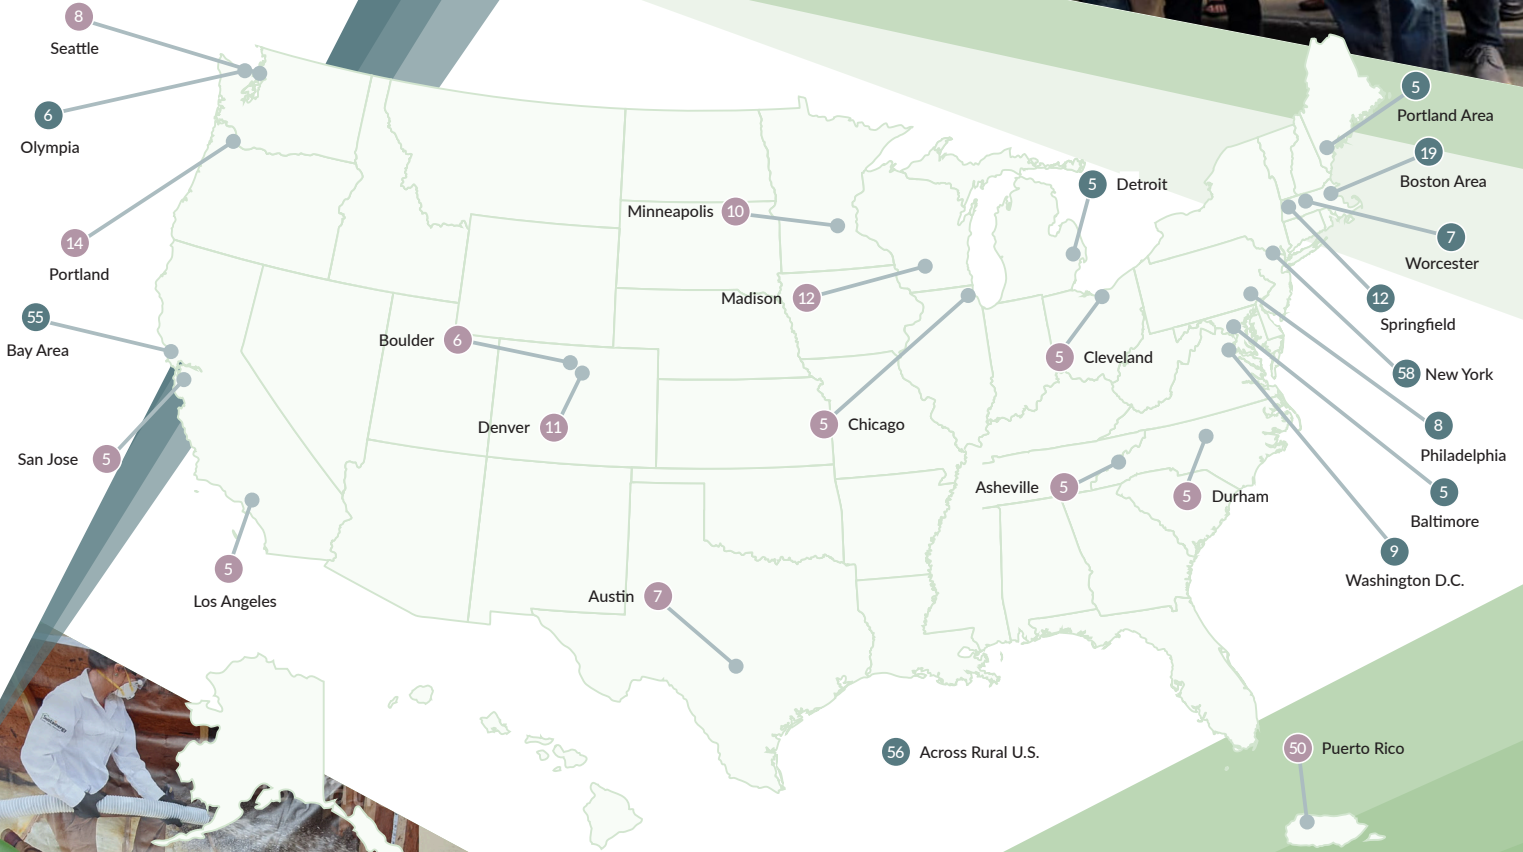 8
Seattle
6
Olympia
14
Portland
55
Bay Area
5
San Jose
5
Los Angeles
6
Boulder
11
Denver
10
Minneapolis
12
Madison
5
Chicago
5
Cleveland
5
Detroit
5
Asheville
5
Durham
7
Austin
5
Portland Area
19
Boston Area
7
Worcester
12
Springfield
58
New York
8
Philadelphia
5
Baltimore
9
Washington D.C.
56
Across Rural U.S.
50
Puerto Rico